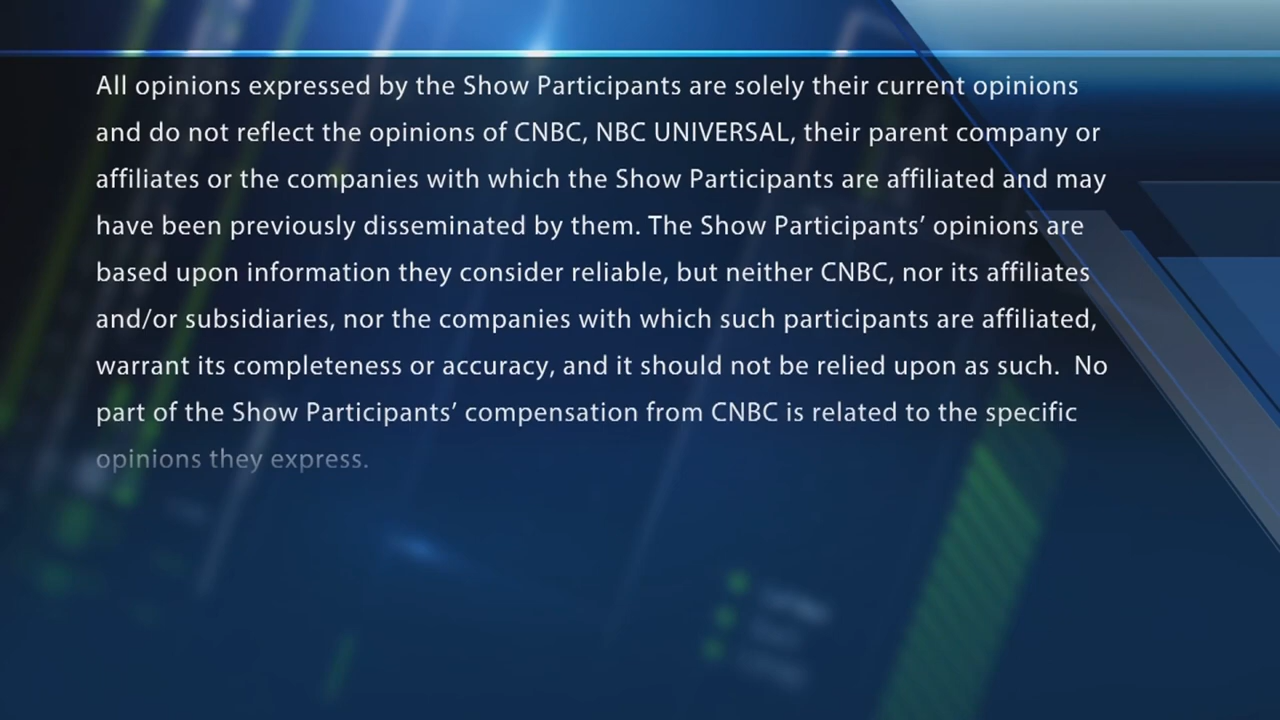 All opinions expressed by the Show Participants are solely their current opinions
and do not reflect the opinions of CNBC, NBC UNIVERSAL, their parent company or
affiliates or the companies with which the Show Participants are affiliated and may
have been previously disseminated by them. The Show Participants’ opinions are
based upon information they consider reliable, but neither CNBC, nor its affiliates
and/or subsidiaries, nor the companies with which such participants are affiliated,
warrant its completeness or accuracy, and it should not be relied upon as such.  No
part of the Show Participants’ compensation from CNBC is related to the specific
opinions they express.